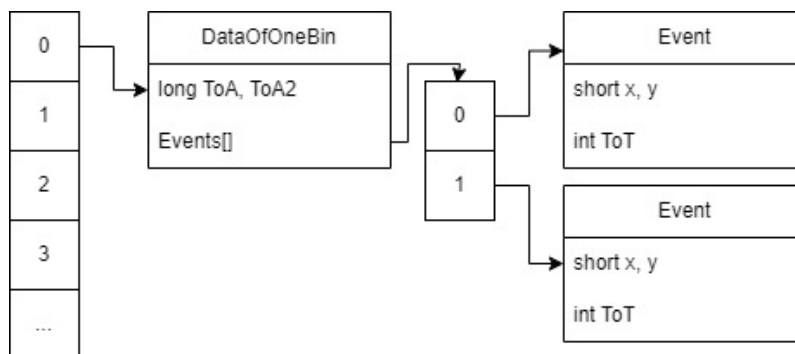 0
1
2
3
...
DataOfOneBin
long ToA, ToA2
Events[]
0
1
Event
short x, y
int ToT
Event
short x, y
int ToT